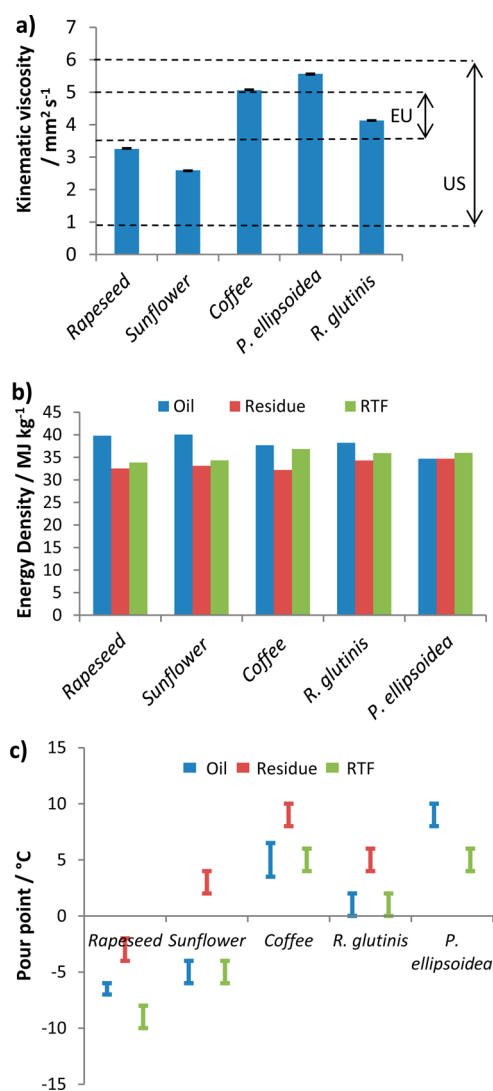 a)
Kinematic viscosity
/ mm² s⁻¹
7
6
5
4
3
2
1
0
EU
US
Rapeseed
Sunflower
Coffee
P. ellipsoidea
R. glutinis
b)
Oil
Residue
RTF
Energy Density / MJ kg⁻¹
45
40
35
30
25
20
15
10
5
0
Rapeseed
Sunflower
Coffee
R. glutinis
P. ellipsoidea
c)
Oil
Residue
RTF
Pour point / °C
15
10
5
0
-5
-10
-15
Rapeseed
Sunflower
Coffee
R. glutinis
P.
ellipsoidea